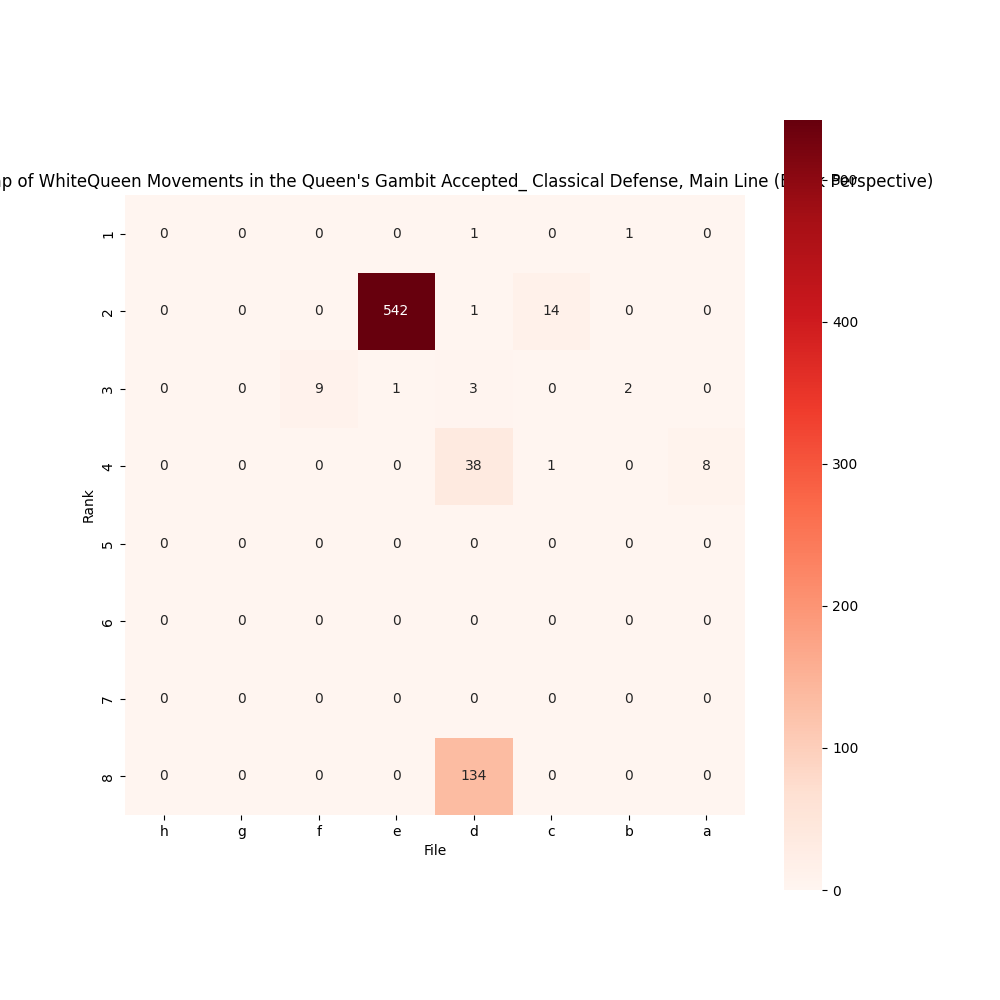 p of WhiteQueen Movements in the Queen's Gambit Accepted_ Classical Defense, Main Line ( Perspective)
1 0 0 0 0 1 0 1 0
2 0 0 0 542 1 14 0 0
3 0 0 9 1 3 0 2 0
4 0 0 0 0 38 1 0 8
5 0 0 0 0 0 0 0 0
6 0 0 0 0 0 0 0 0
7 0 0 0 0 0 0 0 0
8 0 0 0 0 134 0 0 0
h g f e d c b a
Rank
File
400
300
200
100
0